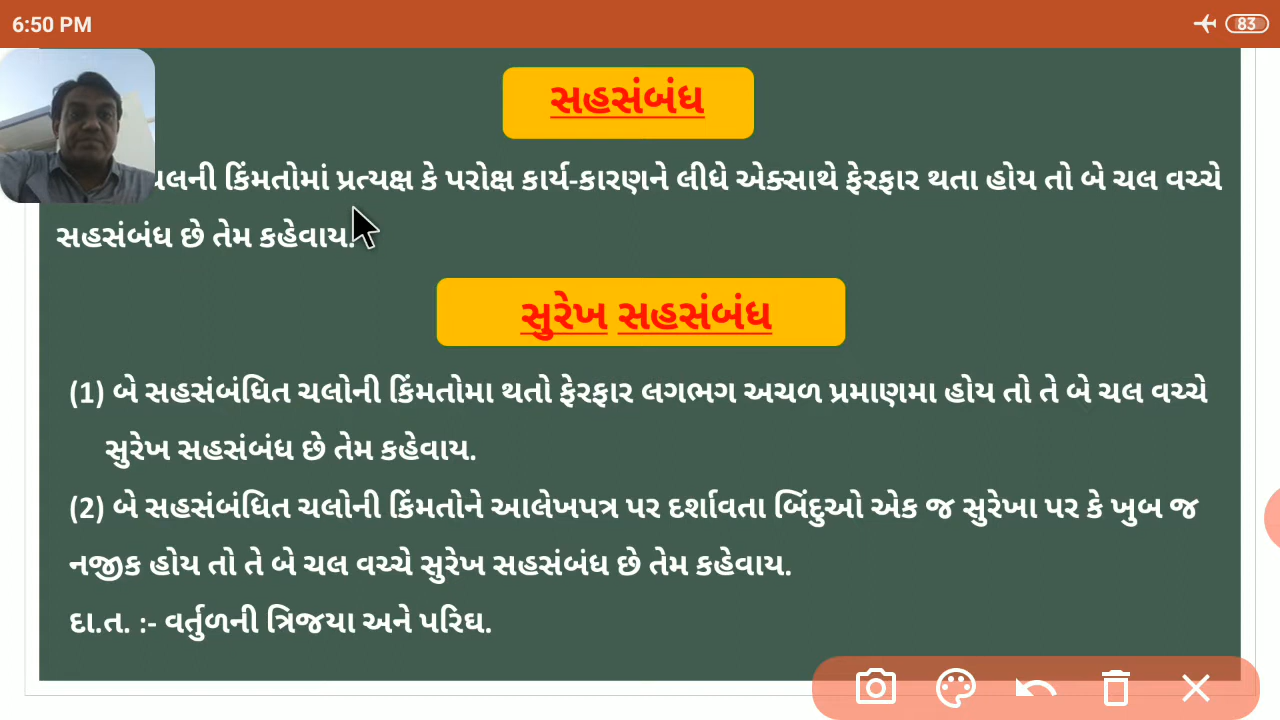 6:50 PM
83
સહસંબંધ
ચલની કિંમતોમાં પ્રત્યક્ષ કે પરોક્ષ કાર્ય-કારણને લીધે એક્સાથે ફેરફાર થતા હોય તો બે ચલ વચ્ચે
સહસંબંધ છે તેમ કહેવાય.
સુરેખ સહસંબંધ
(1) બે સહસંબંધિત ચલોની કિંમતોમા થતો ફેરફાર લગભગ અચળ પ્રમાણમા હોય તો તે બે ચલ વચ્ચે
સુરેખ સહસંબંધ છે તેમ કહેવાય.
(2) બે સહસંબંધિત ચલોની કિંમતોને આલેખપત્ર પર દર્શાવતા બિંદુઓ એક જ સુરેખા પર કે ખુબ જ
નજીક હોય તો તે બે ચલ વચ્ચે સુરેખ સહસંબંધ છે તેમ કહેવાય.
દા.ત. :- વર્તુળની ત્રિજયા અને પરિઘ.